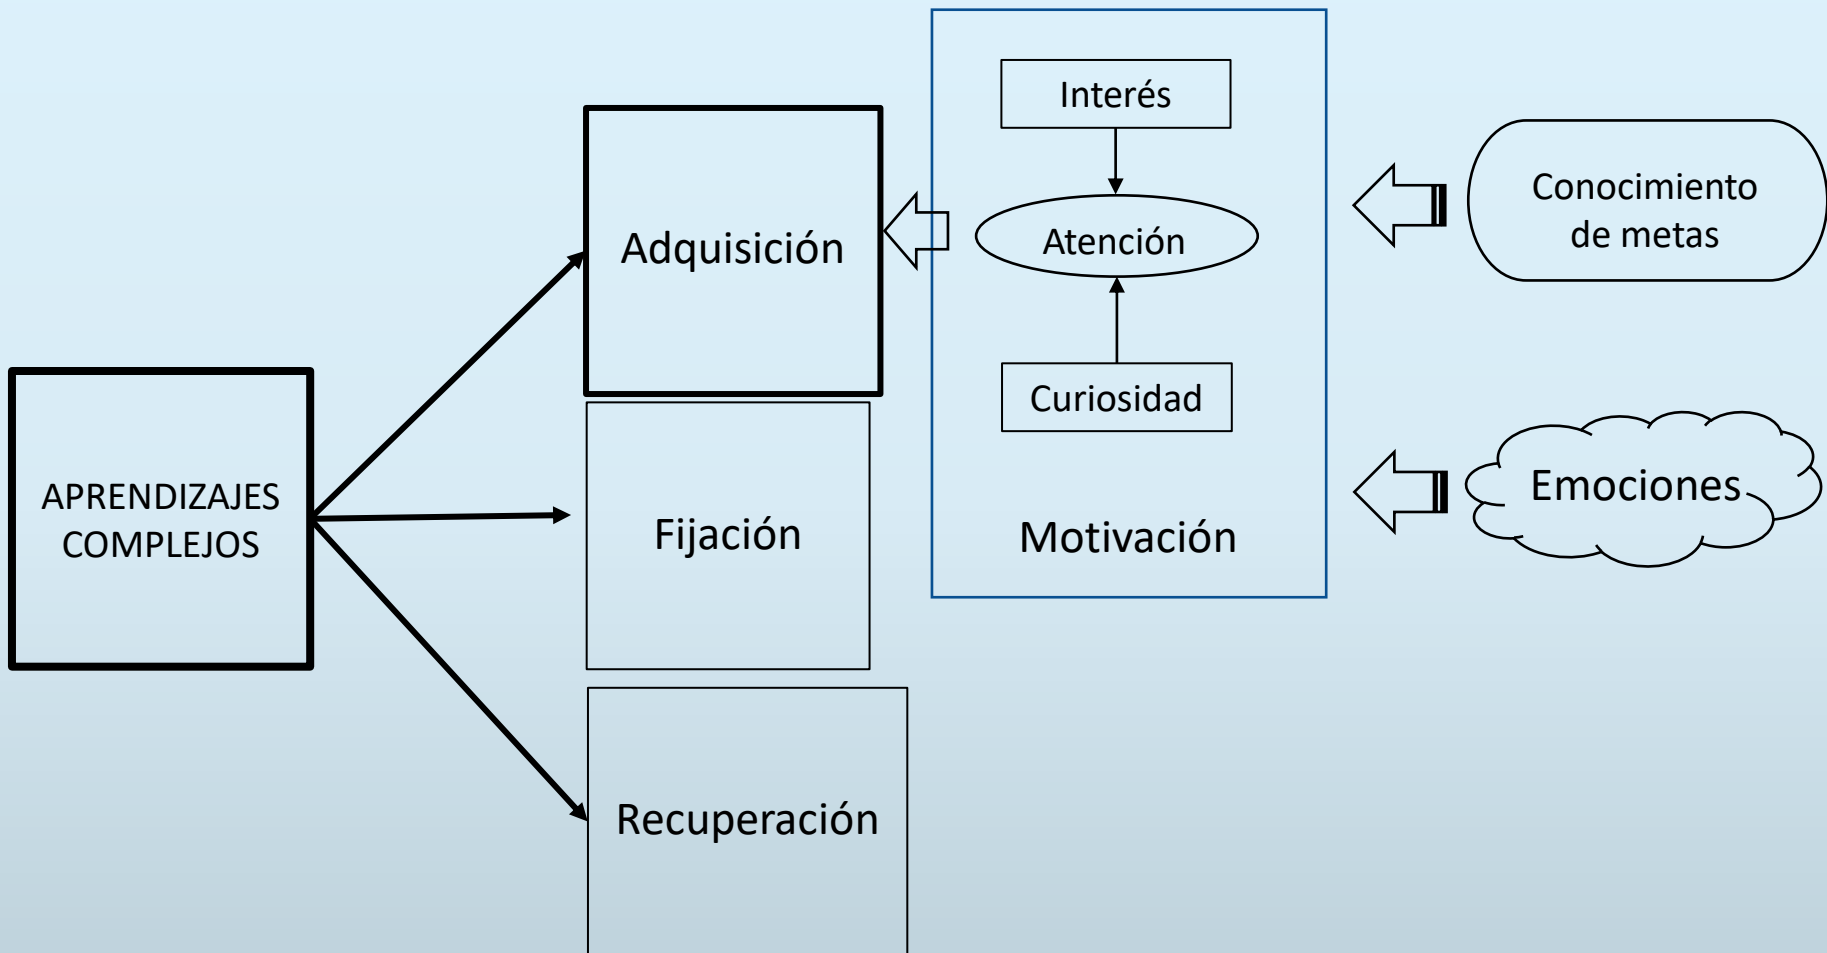 APRENDIZAJES
COMPLEJOS
Adquisición
Fijación
Recuperación
Interés
Atención
Curiosidad
Motivación
Conocimiento
de metas
Emociones